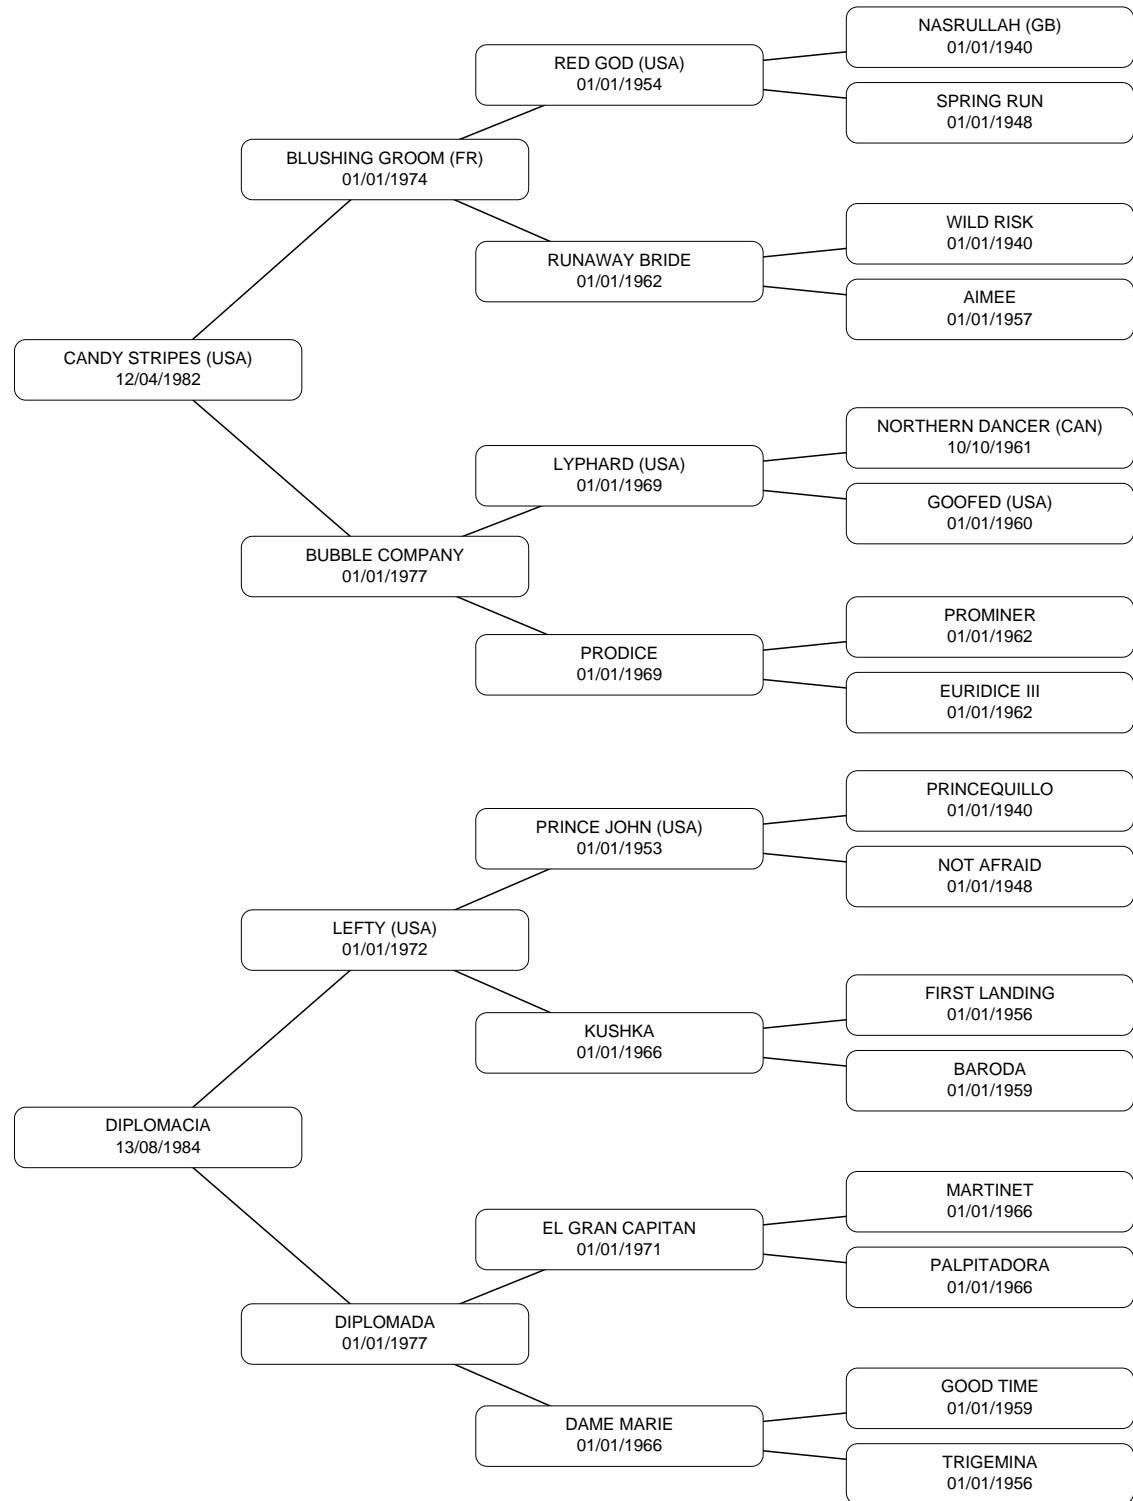 NASRULLAH (GB)
01/01/1940
RED GOD (USA)
01/01/1954
SPRING RUN
01/01/1948
BLUSHING GROOM (FR)
01/01/1974
WILD RISK
01/01/1940
RUNAWAY BRIDE
01/01/1962
AIMEE
01/01/1957
CANDY STRIPES (USA)
12/04/1982
NORTHERN DANCER (CAN)
10/10/1961
LYPHARD (USA)
01/01/1969
GOOFED (USA)
01/01/1960
BUBBLE COMPANY
01/01/1977
PROMINER
01/01/1962
PRODICE
01/01/1969
EURIDICE III
01/01/1962
PRINCEQUILLO
01/01/1940
PRINCE JOHN (USA)
01/01/1953
NOT AFRAID
01/01/1948
LEFTY (USA)
01/01/1972
FIRST LANDING
01/01/1956
KUSHKA
01/01/1966
BARODA
01/01/1959
DIPLOMACIA
13/08/1984
MARTINET
01/01/1966
EL GRAN CAPITAN
01/01/1971
PALPITADORA
01/01/1966
DIPLOMADA
01/01/1977
GOOD TIME
01/01/1959
DAME MARIE
01/01/1966
TRIGEMINA
01/01/1956